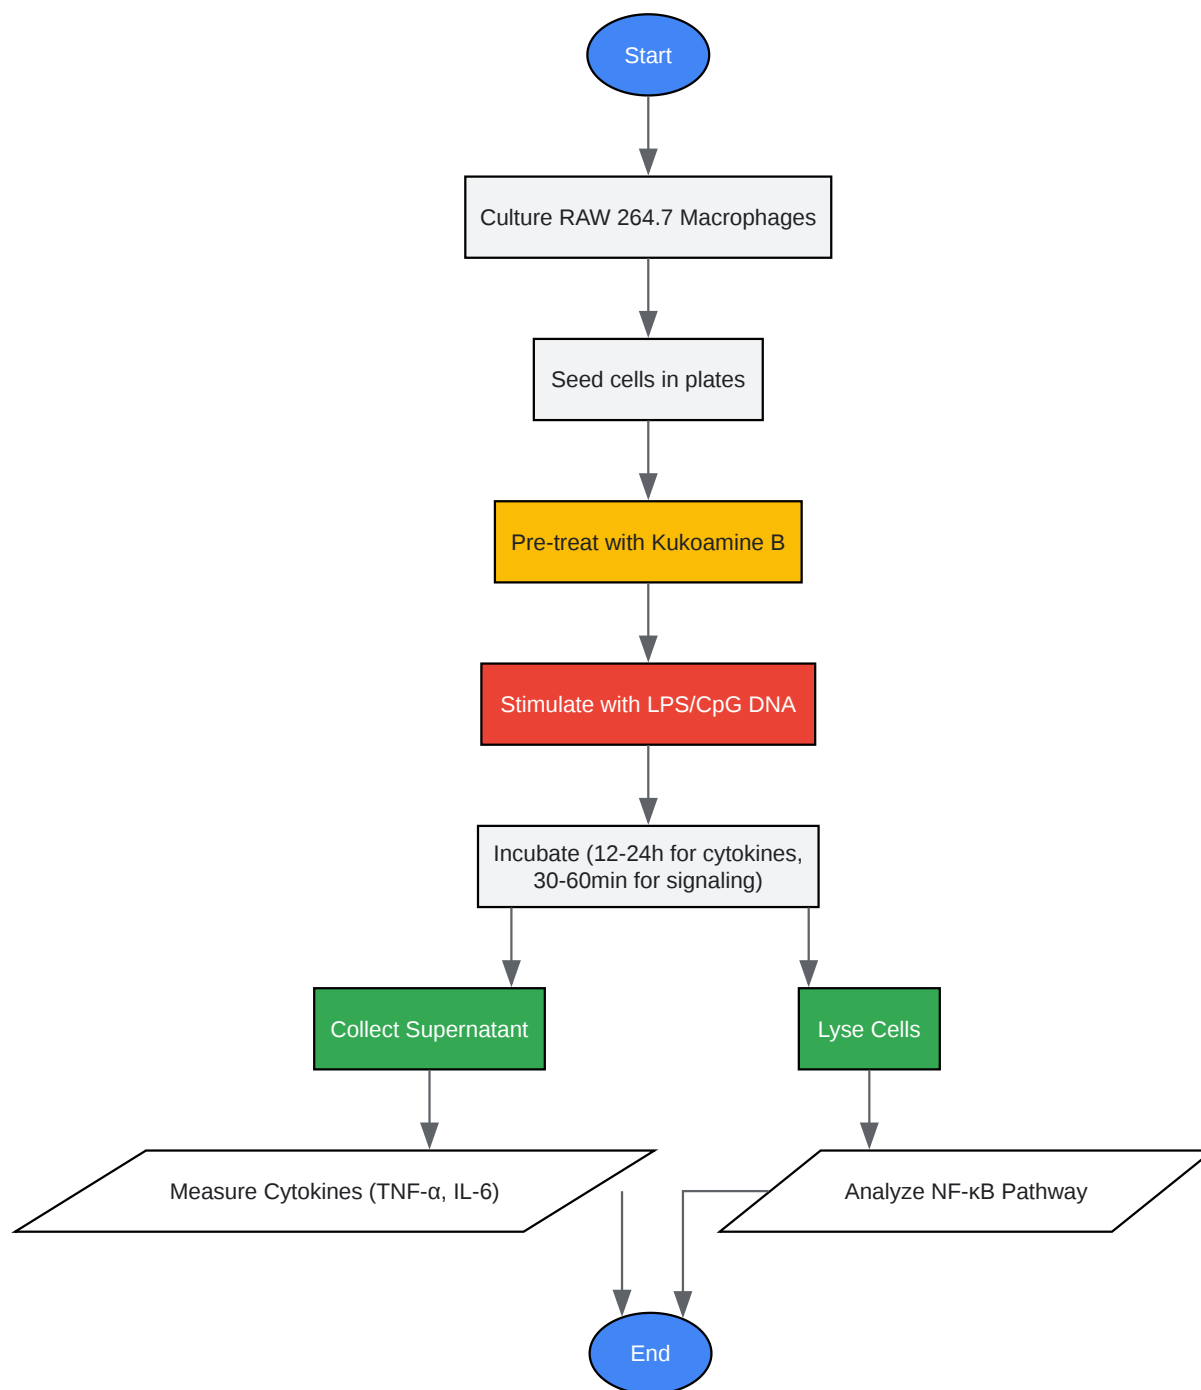 Start
Culture RAW 264.7 Macrophages
Seed cells in plates
Pre-treat with Kukoamine B
Stimulate with LPS/CpG DNA
Incubate (12-24h for cytokines,
30-60min for signaling)
Collect Supernatant
Lyse Cells
Measure Cytokines (TNF-α, IL-6)
Analyze NF-κB Pathway
End